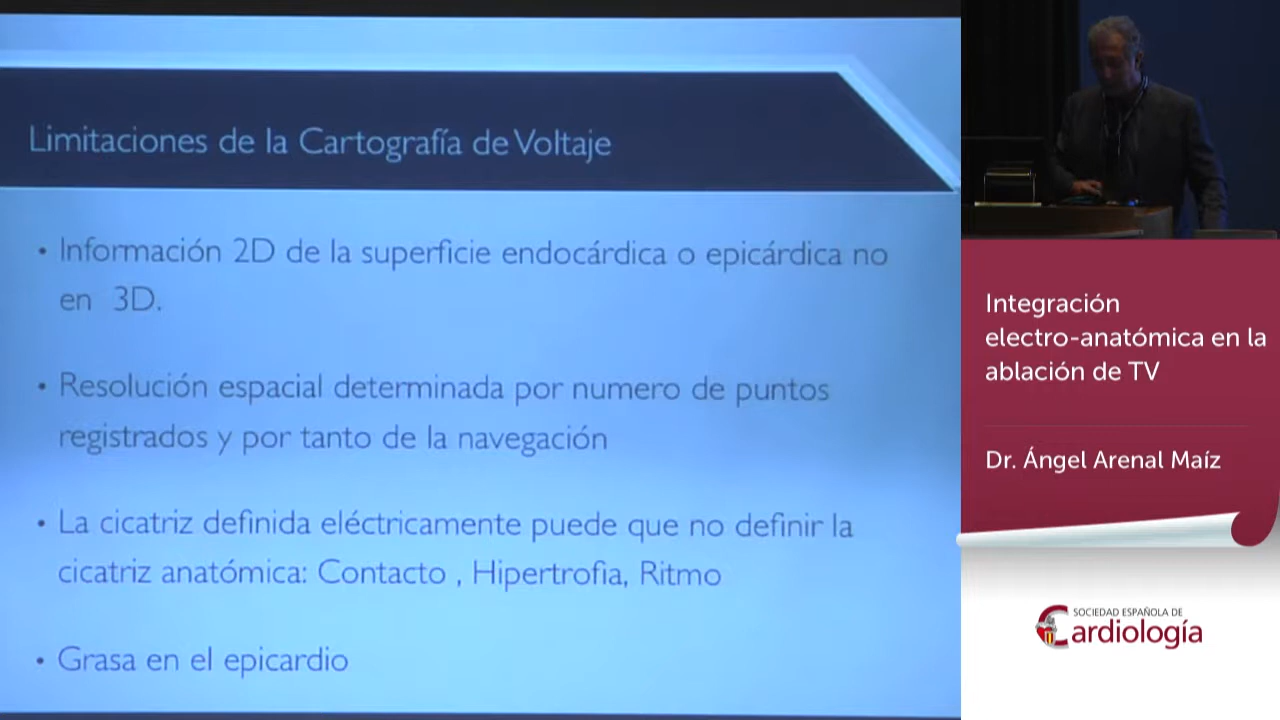 Limitaciones de la Cartografía de Voltaje
• Información 2D de la superficie endocárdica o epicárdica no
en 3D.
• Resolución espacial determinada por numero de puntos
registrados y por tanto de la navegación
• La cicatriz definida eléctricamente puede que no definir la
cicatriz anatómica: Contacto , Hipertrofia, Ritmo
• Grasa en el epicardio
Integración
electro-anatómica en la
ablación de TV
Dr. Ángel Arenal Maíz
SOCIEDAD ESPAÑOLA DE
Cardiología